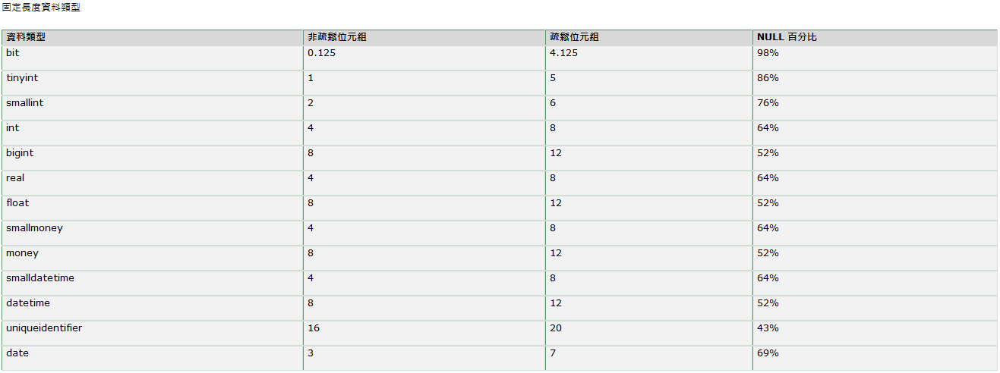 固定長度資料類型
資料類型 非疏鬆位元組 疏鬆位元組 NULL 百分比
bit 0.125 4.125 98%
tinyint 1 5 86%
smallint 2 6 76%
int 4 8 64%
bigint 8 12 52%
real 4 8 64%
float 8 12 52%
smallmoney 4 8 64%
money 8 12 52%
smalldatetime 4 8 64%
datetime 8 12 52%
uniqueidentifier 16 20 43%
date 3 7 69%